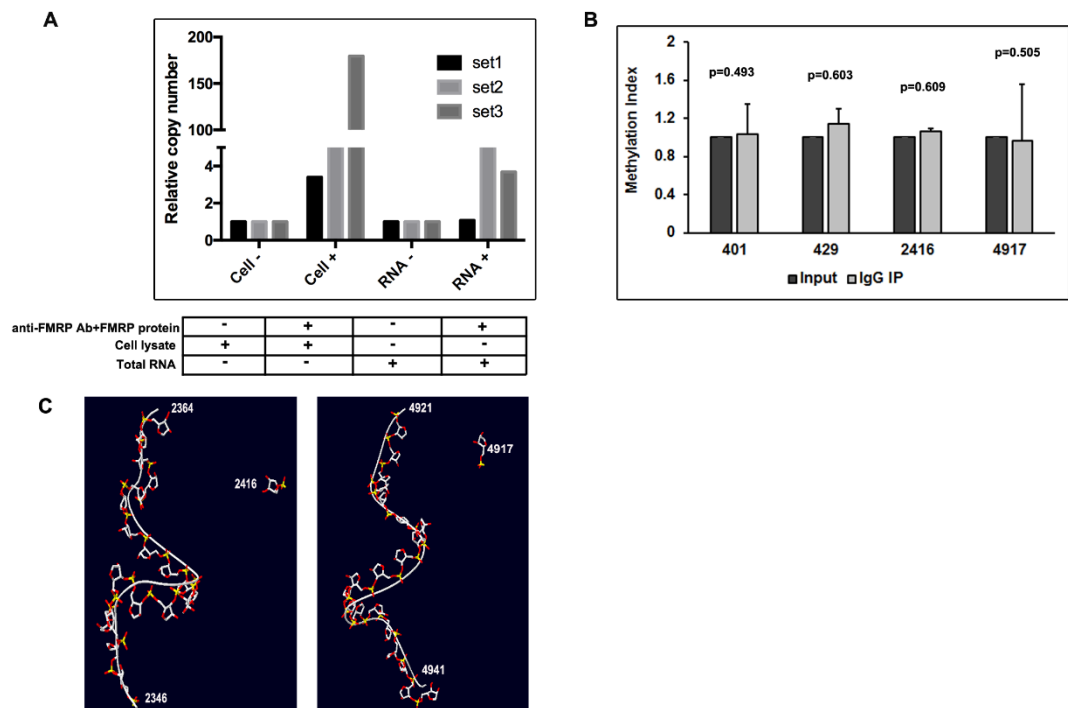 A
Relative copy number
200
150
100
4
2
0
set1
set2
set3
Cell -
Cell +
RNA -
RNA +
anti-FMRP Ab+FMRP protein - + - +
Cell lysate + + - -
Total RNA - - + +
B
Methylation Index
2
1.6
1.2
0.8
0.4
0
p=0.493
p=0.603
p=0.609
p=0.505
401 429 2416 4917
Input IgG IP
C
2364
2416
2346
4921
4917
4941